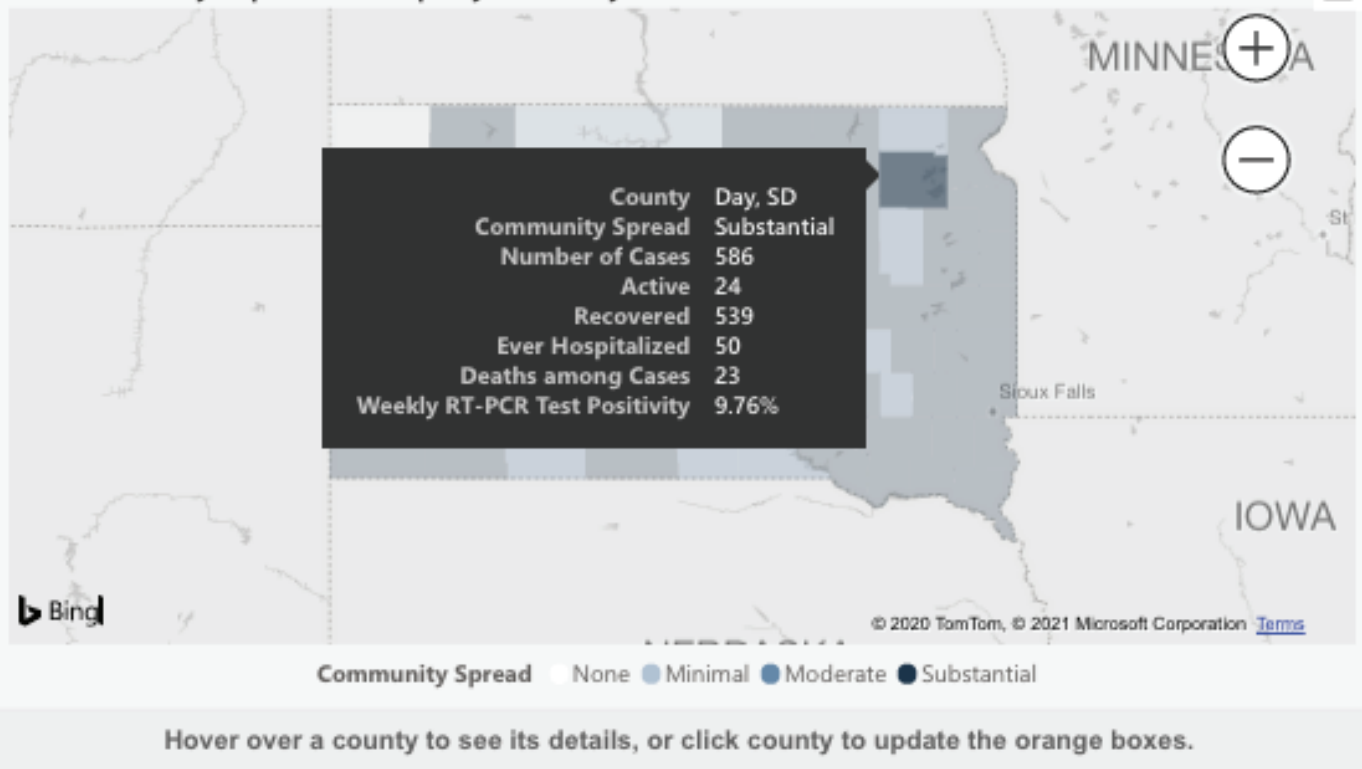 MINNES A
County Day, SD
Community Spread Substantial
Number of Cases 586
Active 24
Recovered 539
Ever Hospitalized 50
Deaths among Cases 23
Weekly RT-PCR Test Positivity 9.76%
St
Sioux Falls
IOWA
Bing
© 2020 TomTom, © 2021 Microsoft Corporation Terms
Community Spread None Minimal Moderate Substantial
Hover over a county to see its details, or click county to update the orange boxes.